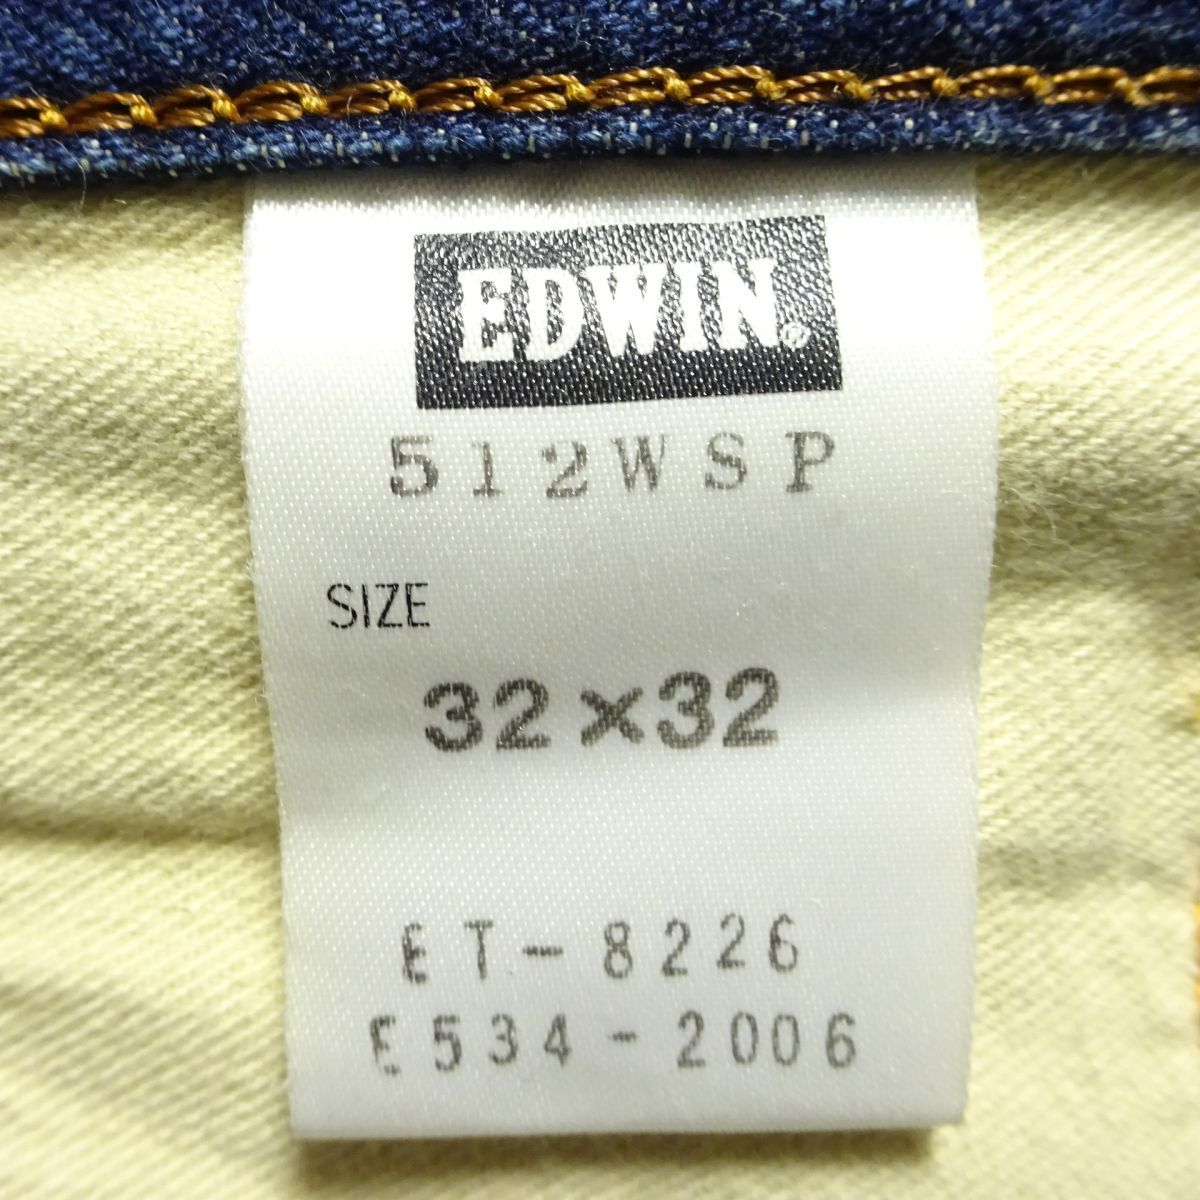 EDWIN®
512WSP
SIZE
32×32
ET-8226
E534-2006